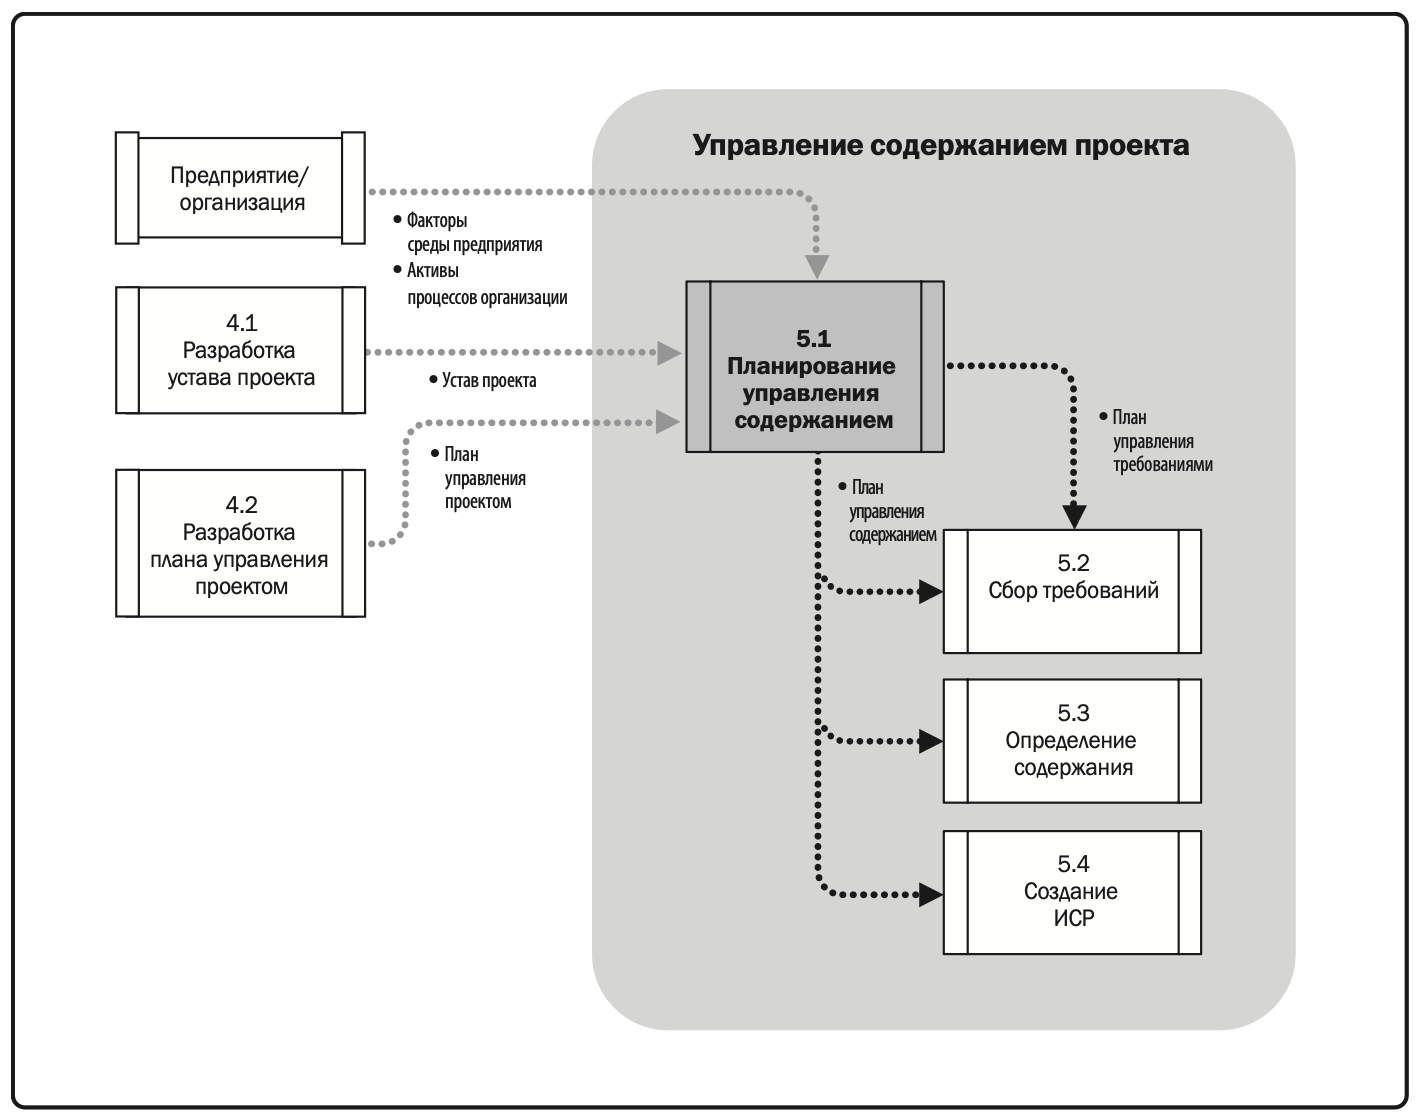 Управление содержанием проекта
Предприятие/
организация
• Факторы
среды предприятия
• Активы
процессов организации
4.1
Разработка
устава проекта
• Устав проекта
4.2
Разработка
плана управления
проектом
• План
управления
проектом
5.1
Планирование
управления
содержанием
• План
управления
требованиями
• План
управления
содержанием
5.2
Сбор требований
5.3
Определение
содержания
5.4
Создание
ИСР